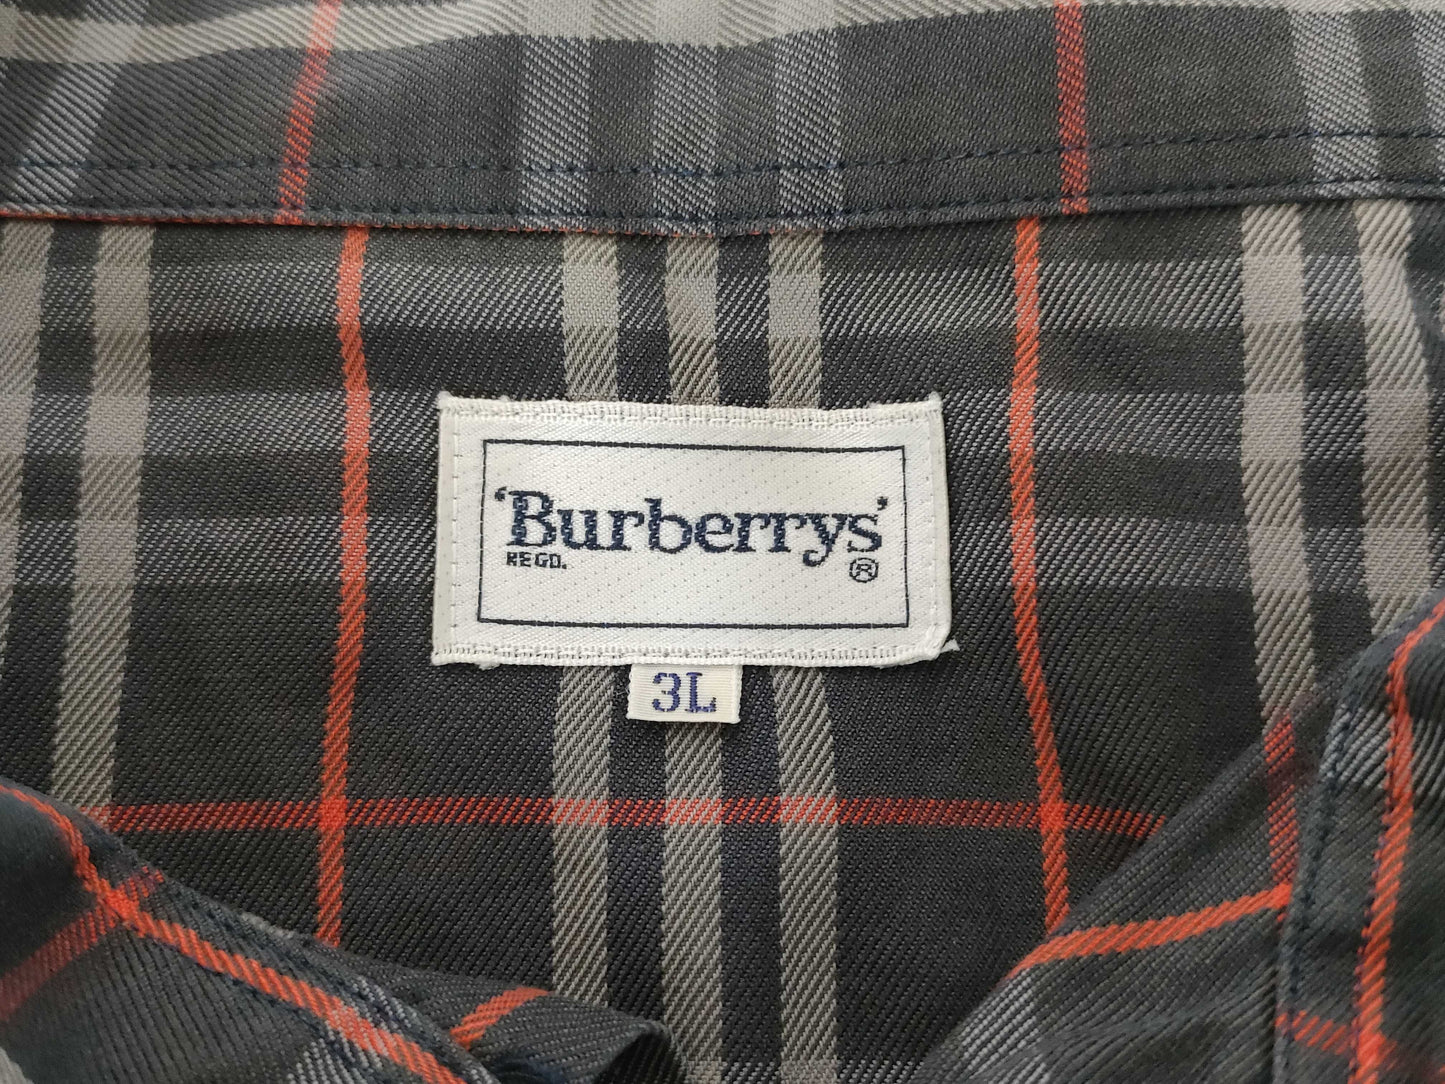 ‘Burberrys’
REGD. ®
3L